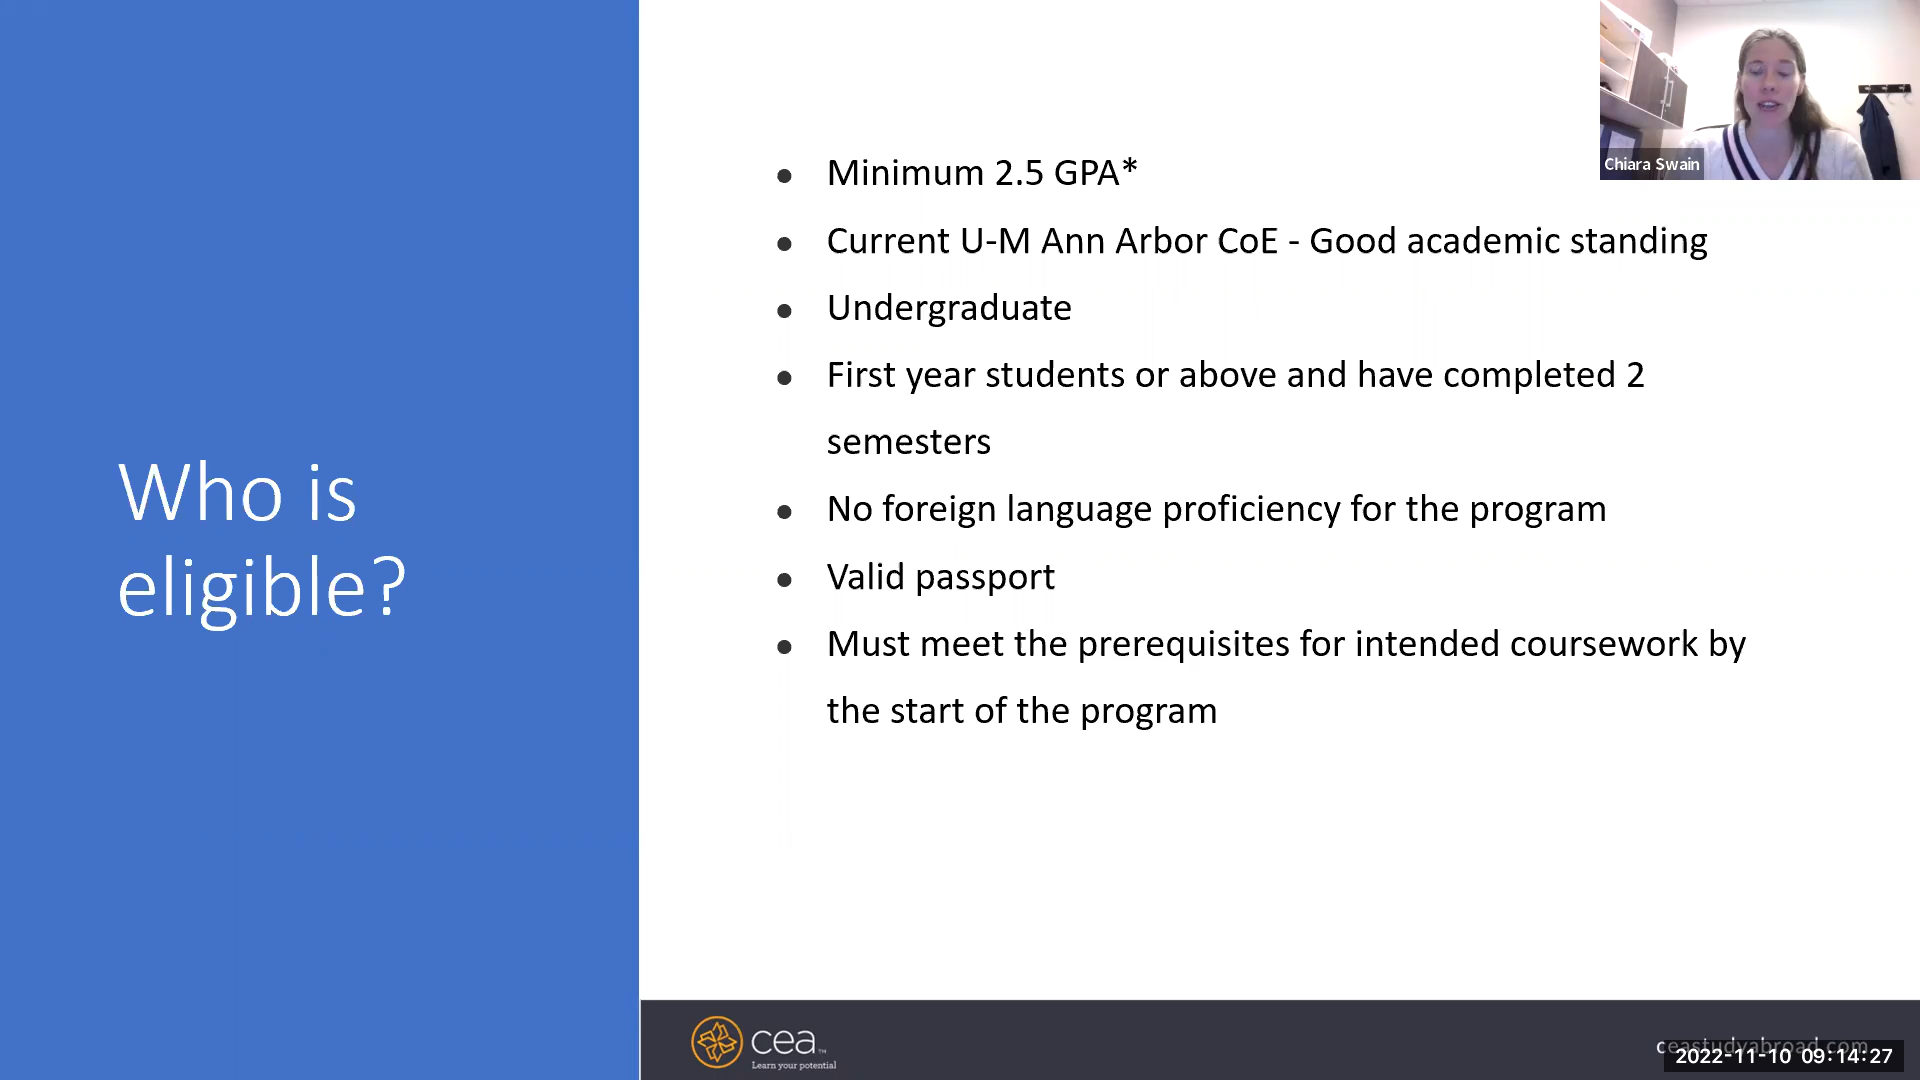 Who is
eligible?
Minimum 2.5 GPA*
Current U-M Ann Arbor CoE - Good academic standing
Undergraduate
First year students or above and have completed 2
semesters
No foreign language proficiency for the program
Valid passport
Must meet the prerequisites for intended coursework by
the start of the program
Chiara Swain
cea™
Learn your potential
ceastudyabroad.com
2022-11-10 09:14:27